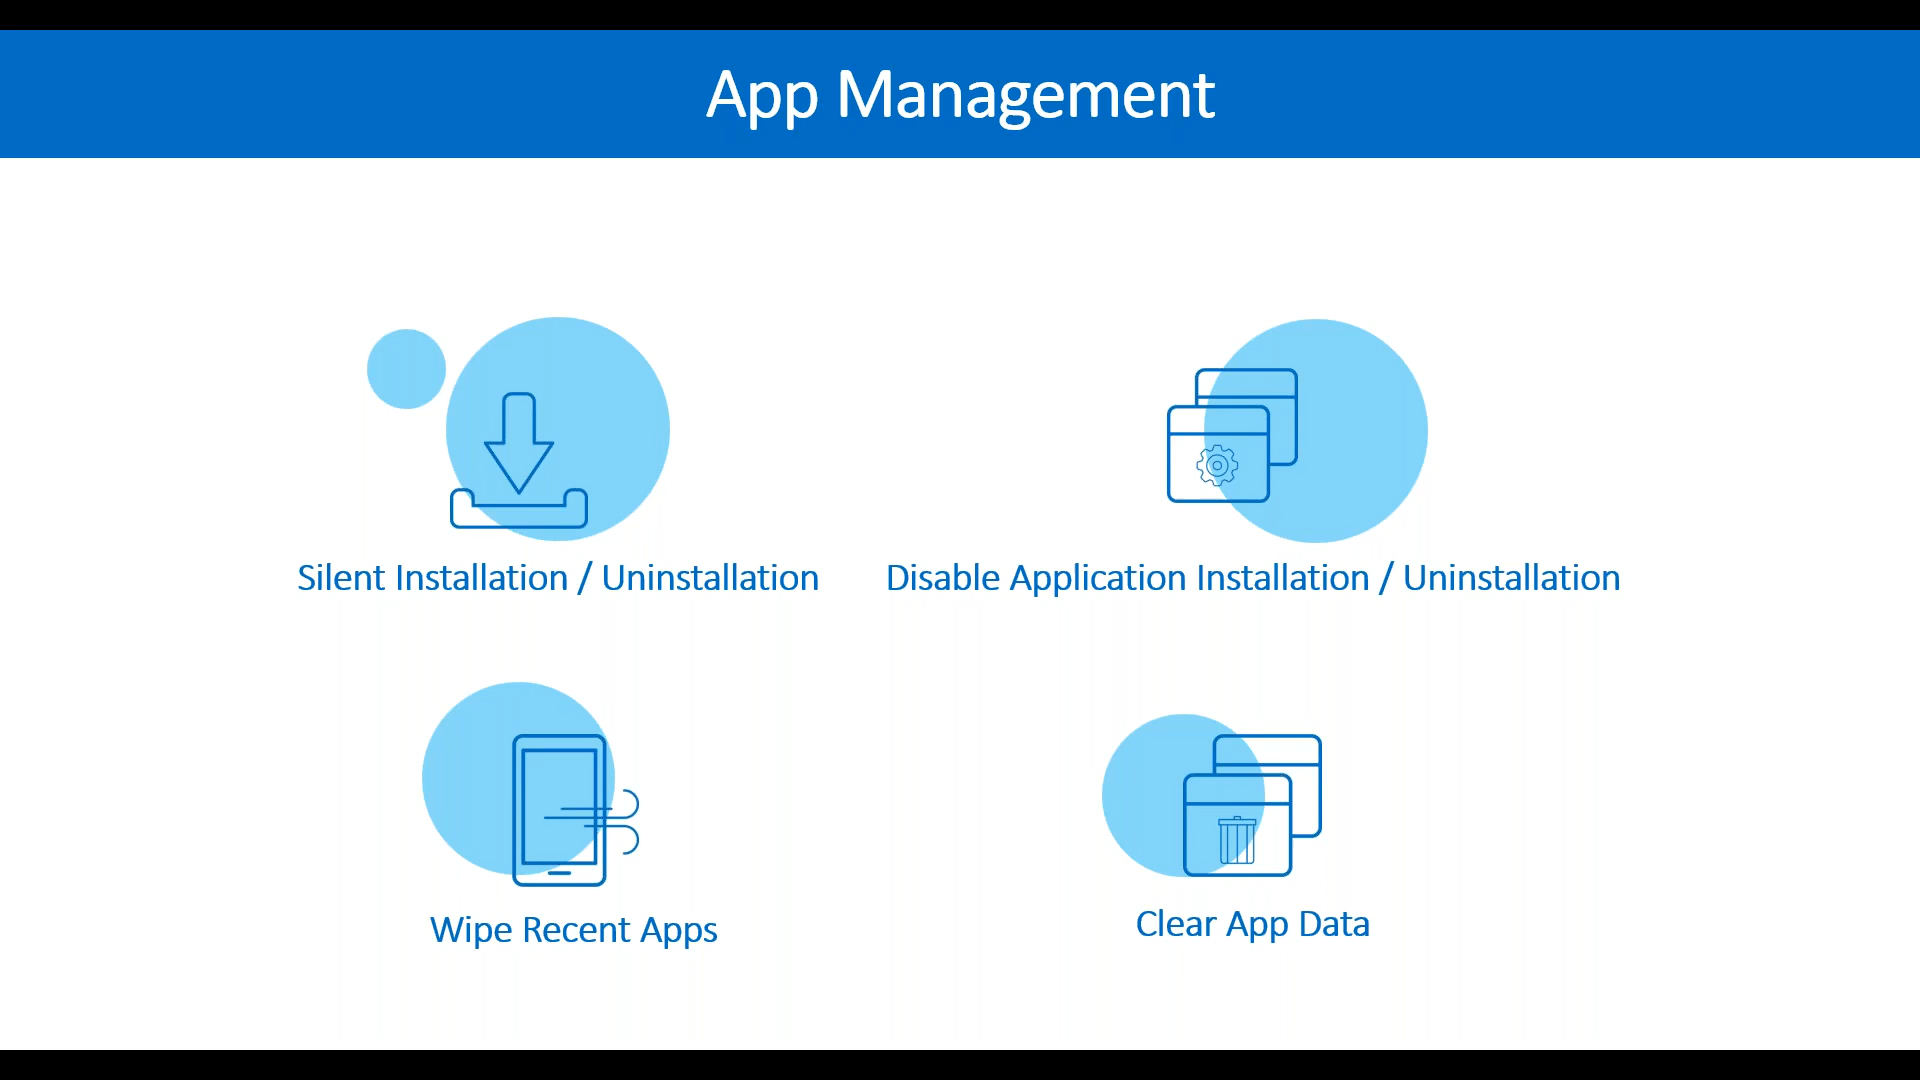 App Management
Silent Installation / Uninstallation
Disable Application Installation / Uninstallation
Wipe Recent Apps
Clear App Data